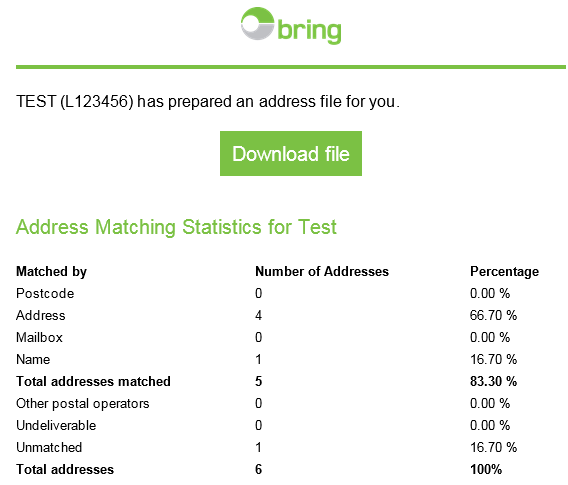 bring
TEST (L123456) has prepared an address file for you.
Download file
Address Matching Statistics for Test
Matched by Number of Addresses Percentage
Postcode 0 0.00 %
Address 4 66.70 %
Mailbox 0 0.00 %
Name 1 16.70 %
Total addresses matched 5 83.30 %
Other postal operators 0 0.00 %
Undeliverable 0 0.00 %
Unmatched 1 16.70 %
Total addresses 6 100%